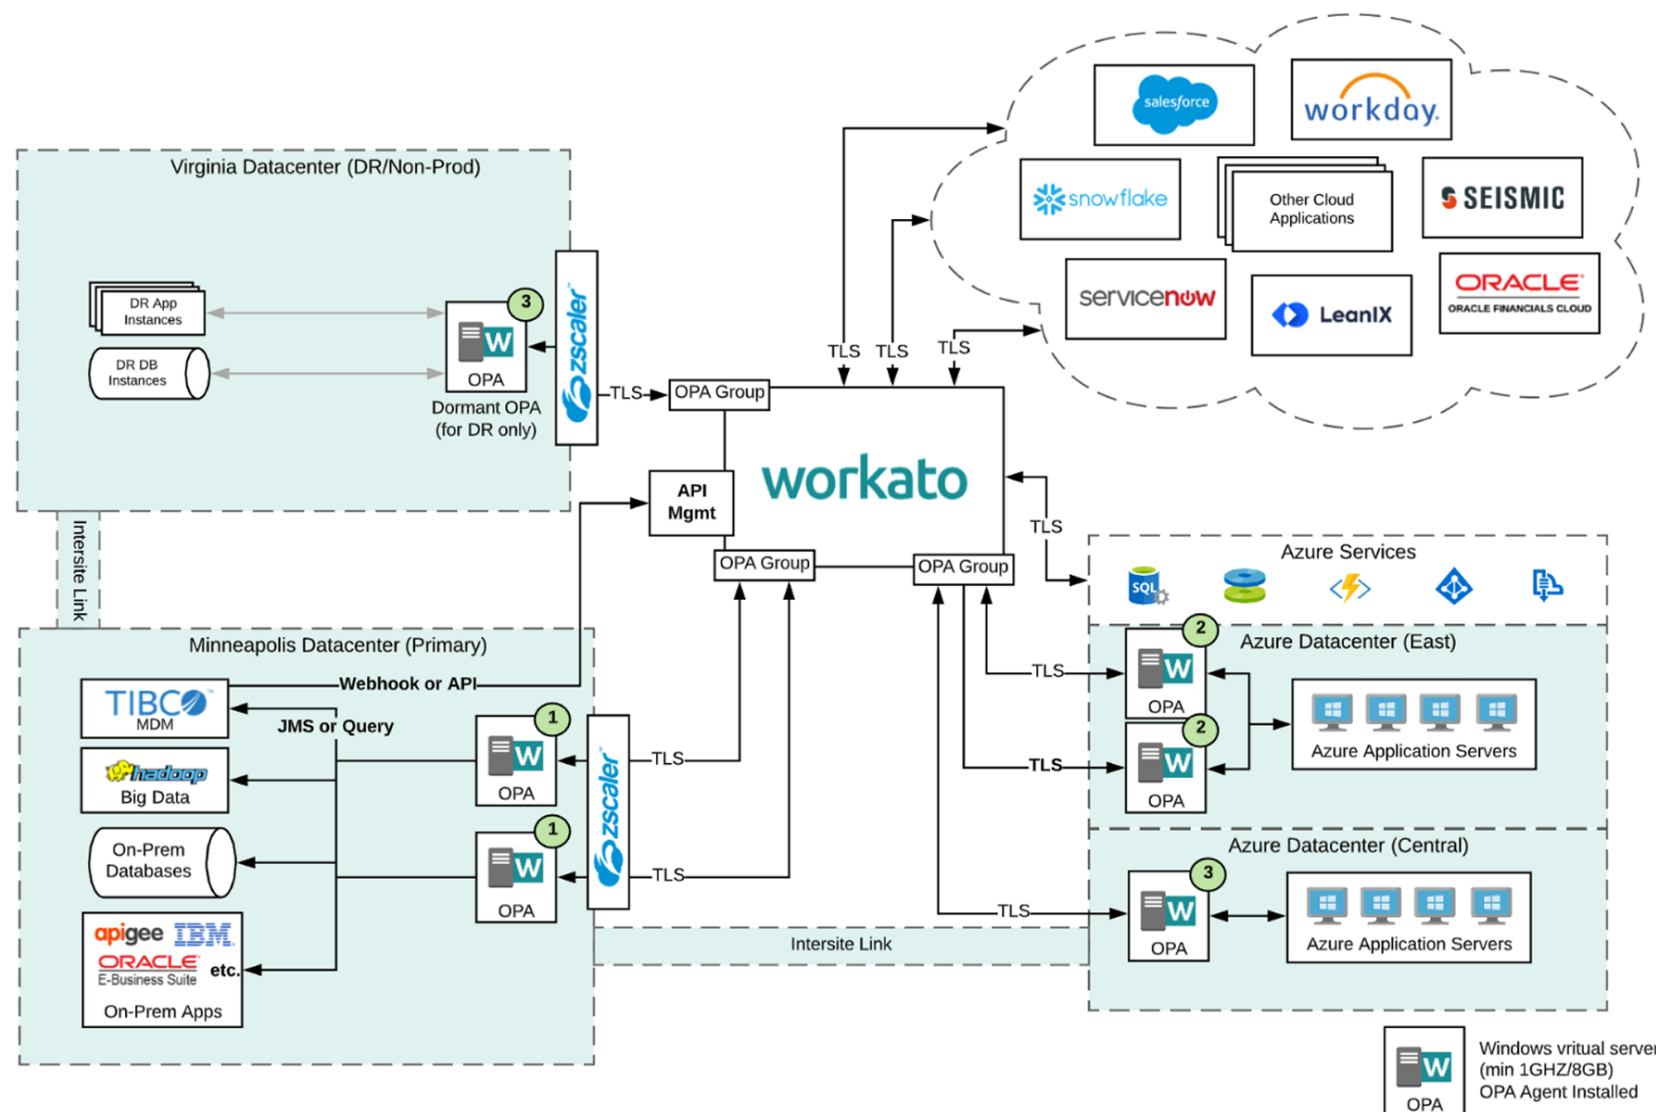 salesforce
workday.
snowflake
Other Cloud
Applications
SEISMIC
servicenow
LeanIX
ORACLE
ORACLE FINANCIALS CLOUD
TLS
TLS
TLS
Virginia Datacenter (DR/Non-Prod)
DR App
Instances
DR DB
Instances
3
W
OPA
Dormant OPA
(for DR only)
zscaler™
TLS
OPA Group
workato
API
Mgmt
OPA Group
OPA Group
TLS
Intersite Link
Minneapolis Datacenter (Primary)
TIBCO™
MDM
Webhook or API
JMS or Query
hadoop
Big Data
On-Prem
Databases
apigee
IBM.
ORACLE
E-Business Suite
etc.
On-Prem Apps
1
W
OPA
1
W
OPA
zscaler™
TLS
TLS
Intersite Link
Azure Services
SQL
Azure Datacenter (East)
2
W
OPA
2
W
OPA
TLS
TLS
Azure Application Servers
Azure Datacenter (Central)
3
W
OPA
TLS
Azure Application Servers
W
OPA
Windows vritual server
(min 1GHZ/8GB)
OPA Agent Installed